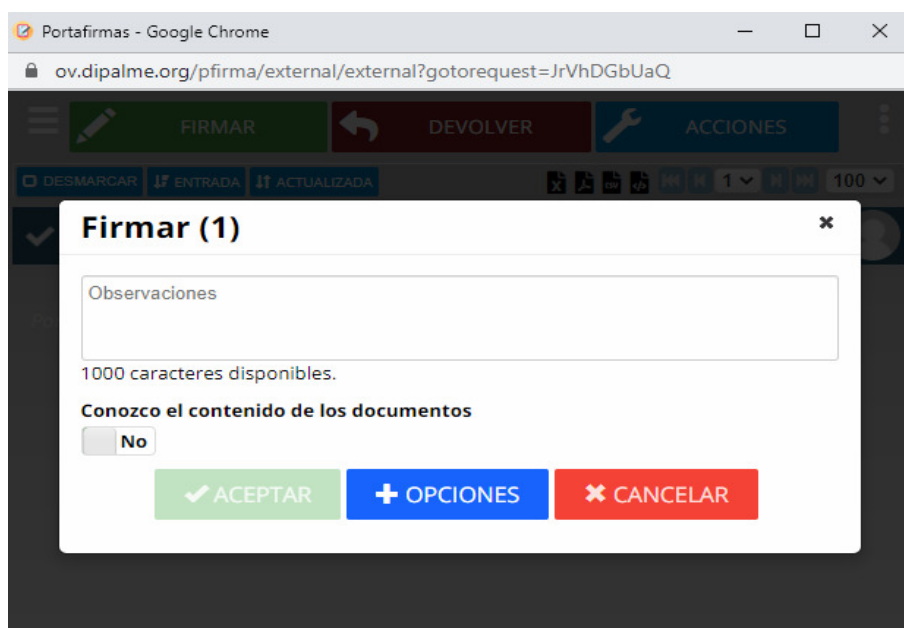 Portafirmas - Google Chrome
ov.dipalme.org/pfirma/external/external?gotorequest=JrVhDGbUaQ
FIRMAR DEVOLVER ACCIONES
DESMARCAR ENTRADA ACTUALIZADA 1 100
Firmar (1)
Observaciones
Po
1000 caracteres disponibles.
Conozco el contenido de los documentos
No
ACEPTAR OPCIONES CANCELAR